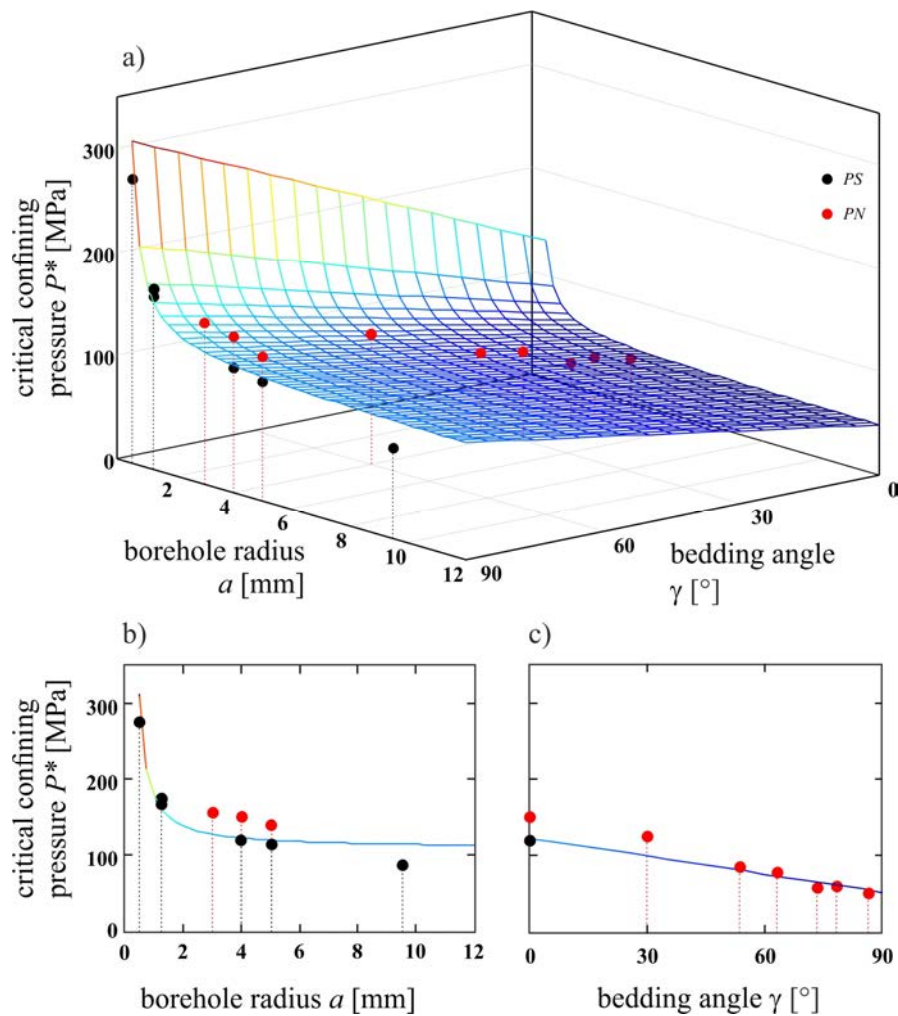 a)
300
200
100
0
critical confining
pressure P* [MPa]
PS
PN
2
4
6
8
10
12
borehole radius
a [mm]
90
60
30
0
bedding angle
γ [°]
b)
300
200
100
0
critical confining
pressure P* [MPa]
0 2 4 6 8 10 12
borehole radius a [mm]
c)
0 30 60 90
bedding angle γ [°]